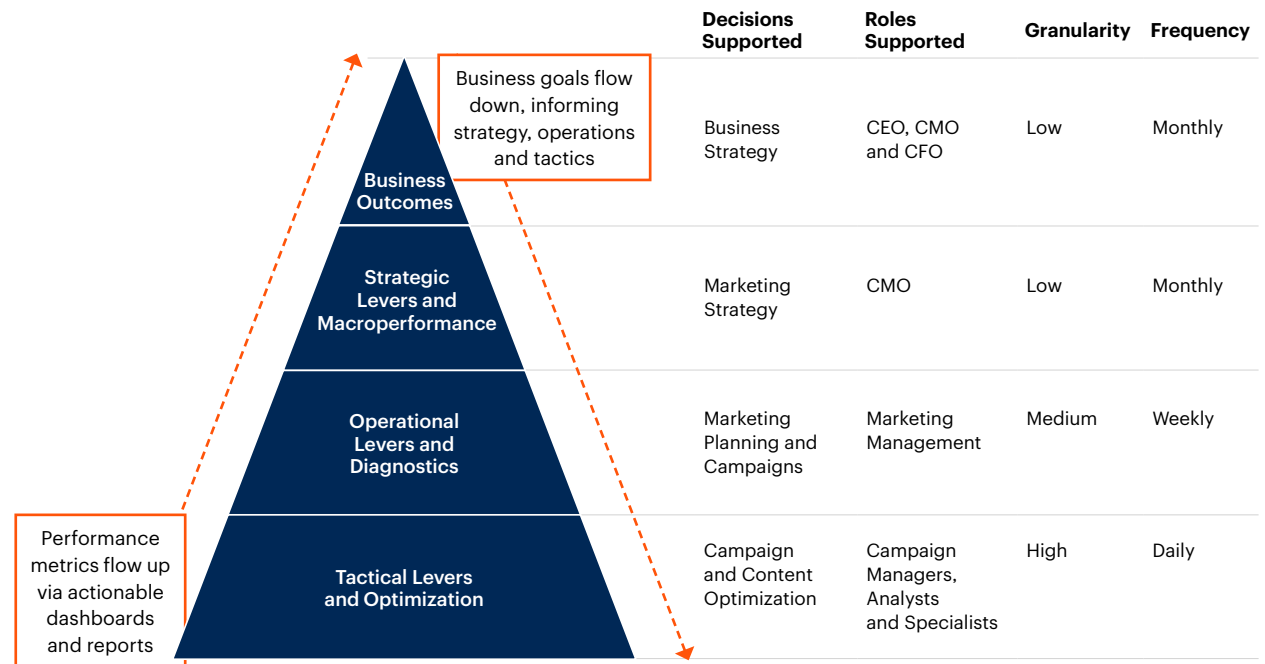 Decisions
Supported
Roles
Supported
Granularity
Frequency
Business goals flow
down, informing
strategy, operations
and tactics
Business
Outcomes
Business
Strategy
CEO, CMO
and CFO
Low
Monthly
Strategic
Levers and
Macroperformance
Marketing
Strategy
CMO
Low
Monthly
Operational
Levers and
Diagnostics
Marketing
Planning and
Campaigns
Marketing
Management
Medium
Weekly
Performance
metrics flow up
via actionable
dashboards
and reports
Tactical Levers
and Optimization
Campaign
and Content
Optimization
Campaign
Managers,
Analysts
and Specialists
High
Daily